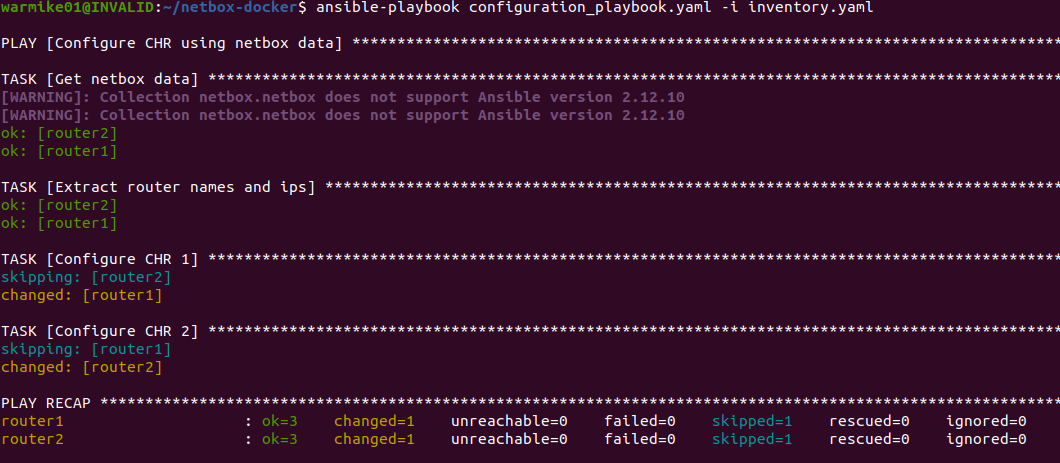 warmike01@INVALID:~/netbox-docker$ ansible-playbook configuration_playbook.yaml -i inventory.yaml
PLAY [Configure CHR using netbox data] *******************************************************************************
TASK [Get netbox data] ***********************************************************************************************
[WARNING]: Collection netbox.netbox does not support Ansible version 2.12.10
[WARNING]: Collection netbox.netbox does not support Ansible version 2.12.10
ok: [router2]
ok: [router1]
TASK [Extract router names and ips] **********************************************************************************
ok: [router2]
ok: [router1]
TASK [Configure CHR 1] ***********************************************************************************************
skipping: [router2]
changed: [router1]
TASK [Configure CHR 2] ***********************************************************************************************
skipping: [router1]
changed: [router2]
PLAY RECAP ***********************************************************************************************************
router1                    : ok=3    changed=1    unreachable=0    failed=0    skipped=1    rescued=0    ignored=0
router2                    : ok=3    changed=1    unreachable=0    failed=0    skipped=1    rescued=0    ignored=0